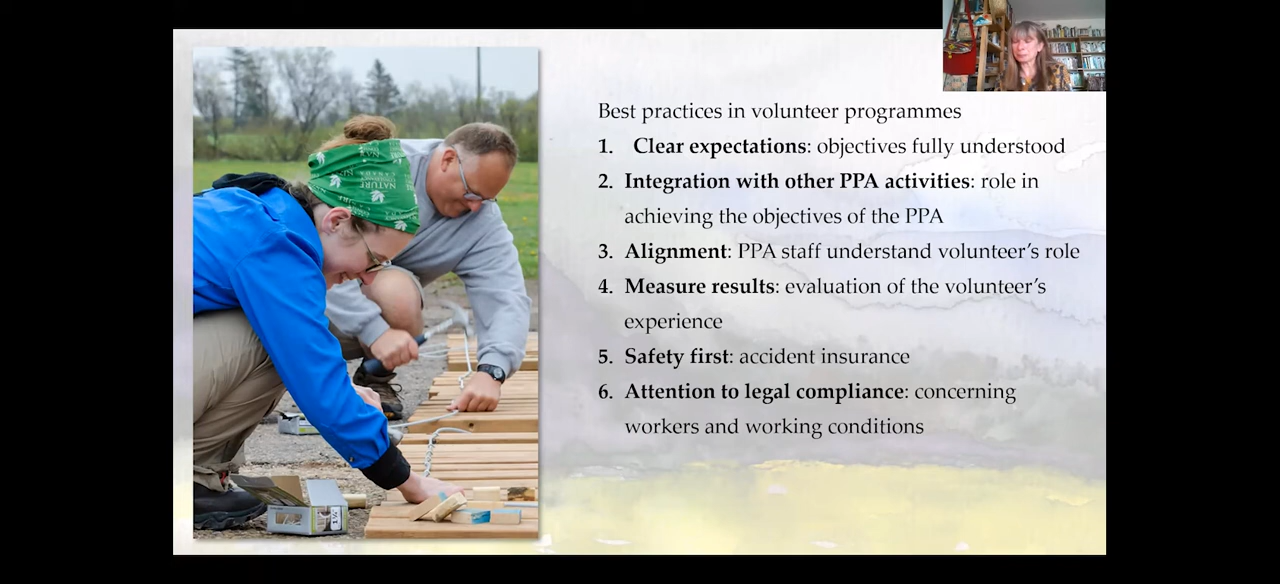 Best practices in volunteer programmes
1. Clear expectations: objectives fully understood
2. Integration with other PPA activities: role in
achieving the objectives of the PPA
3. Alignment: PPA staff understand volunteer's role
4. Measure results: evaluation of the volunteer's
experience
5. Safety first: accident insurance
6. Attention to legal compliance: concerning
workers and working conditions
NATURE